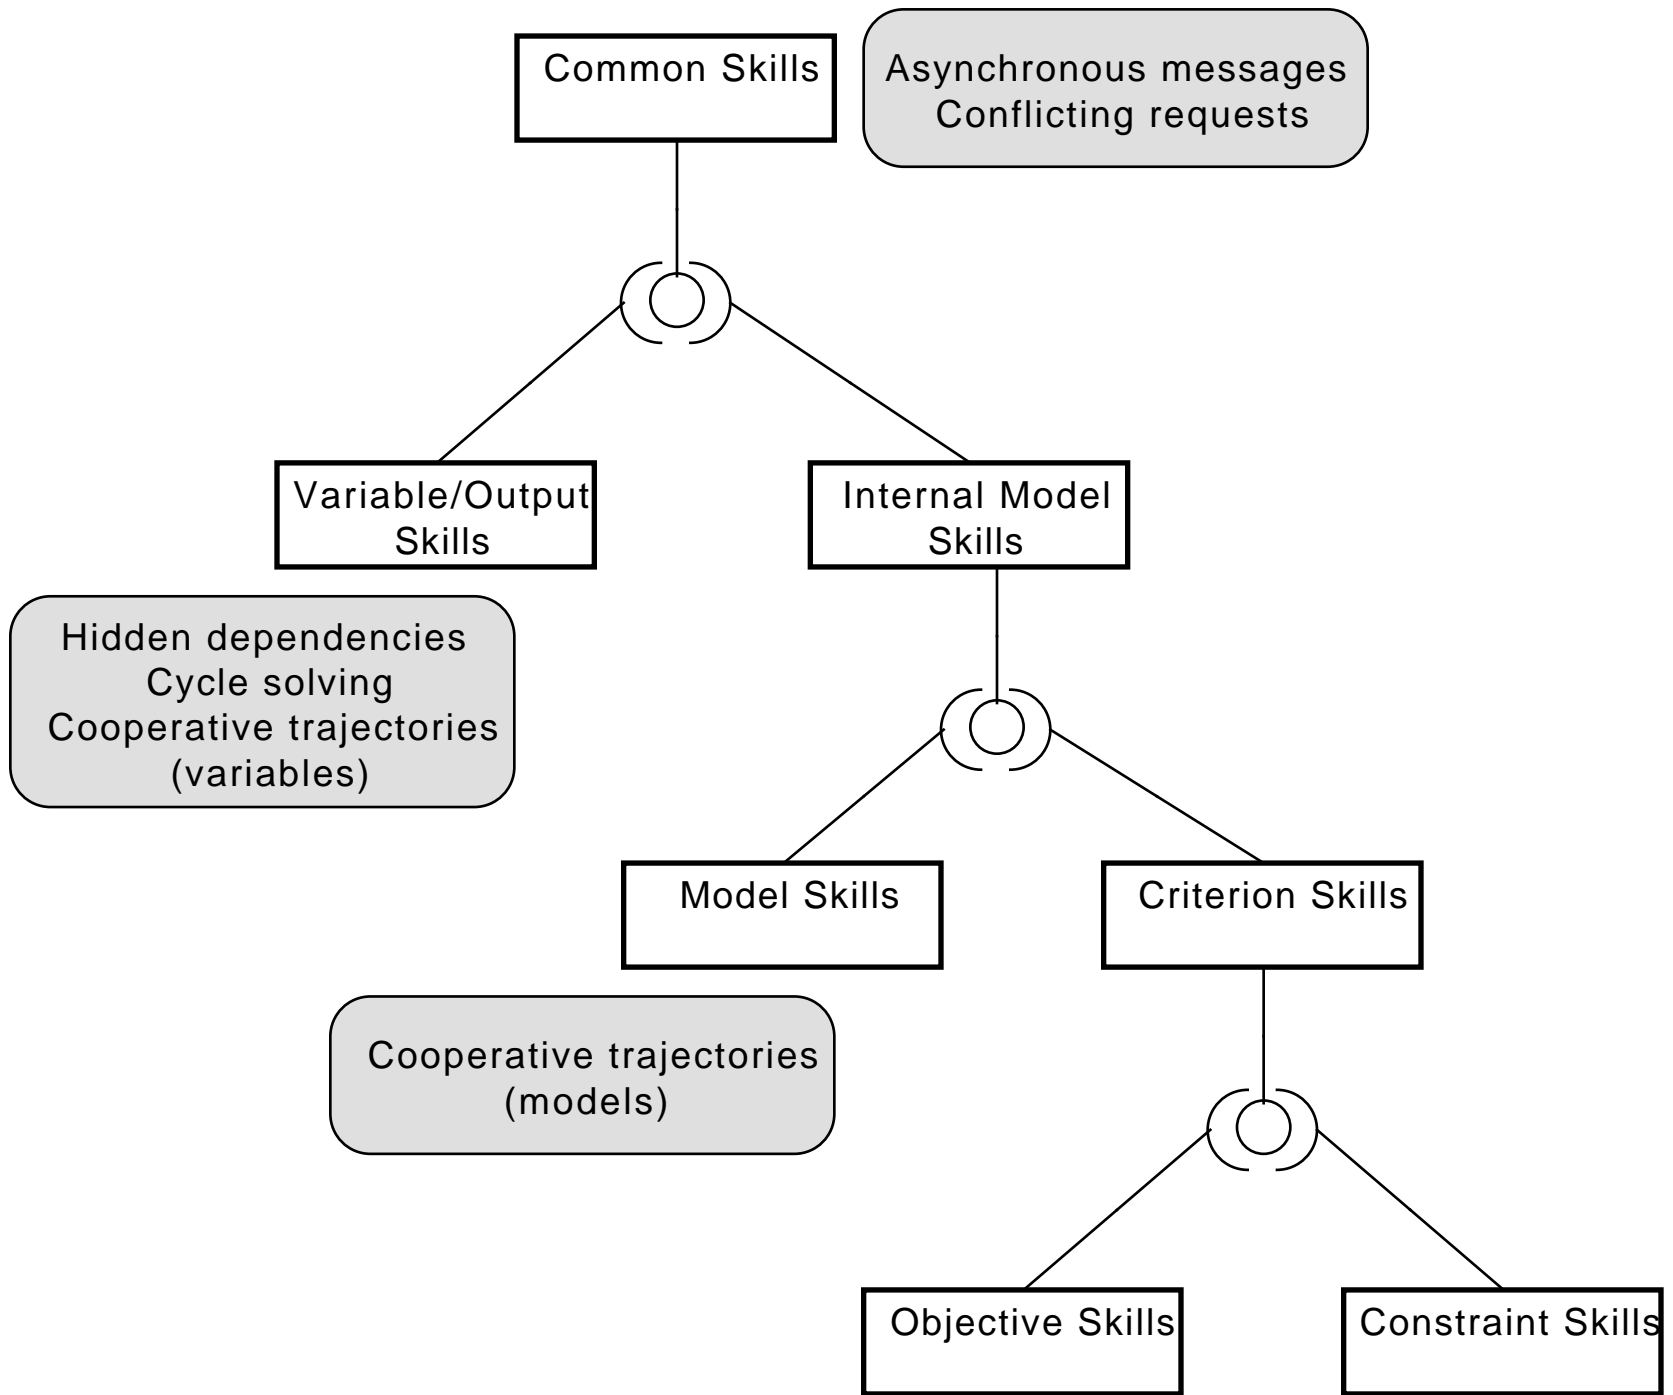 Common Skills
Asynchronous messages
Conflicting requests
Variable/Output
Skills
Internal Model
Skills
Hidden dependencies
Cycle solving
Cooperative trajectories
(variables)
Model Skills
Criterion Skills
Cooperative trajectories
(models)
Objective Skills
Constraint Skills